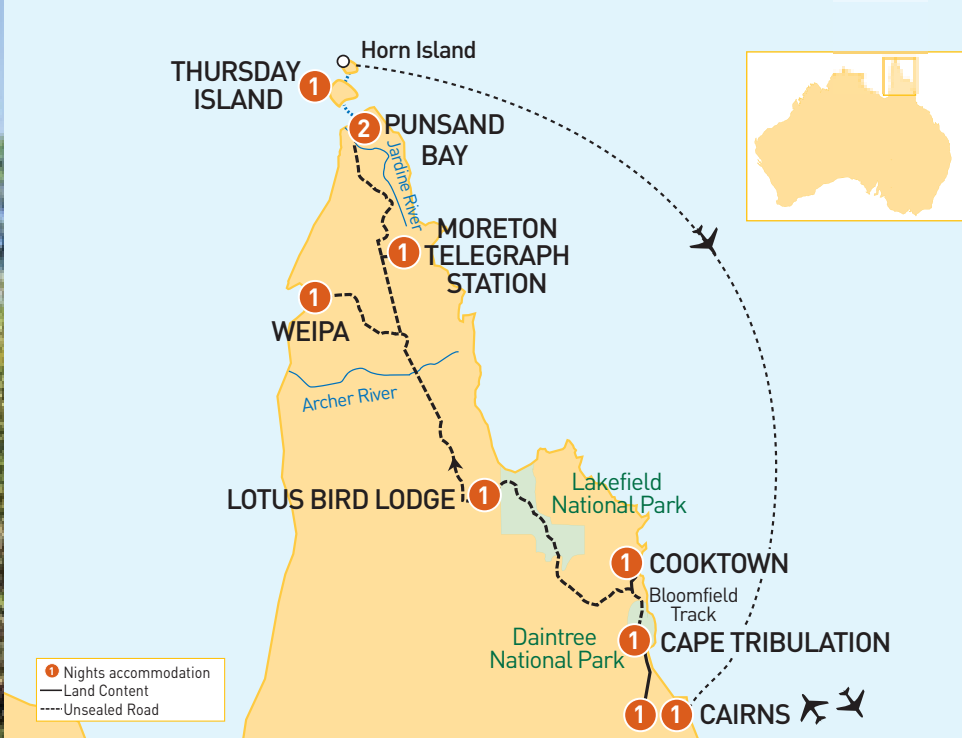 Horn Island
THURSDAY
ISLAND
1
2
PUNSAND
BAY
Jardine River
MORETON
1
TELEGRAPH
STATION
1
WEIPA
Archer River
Lakefield
National Park
LOTUS BIRD LODGE
1
1
COOKTOWN
Bloomfield
Track
Daintree
National Park
1
CAPE TRIBULATION
1
1
CAIRNS
1 Nights accommodation
Land Content
Unsealed Road